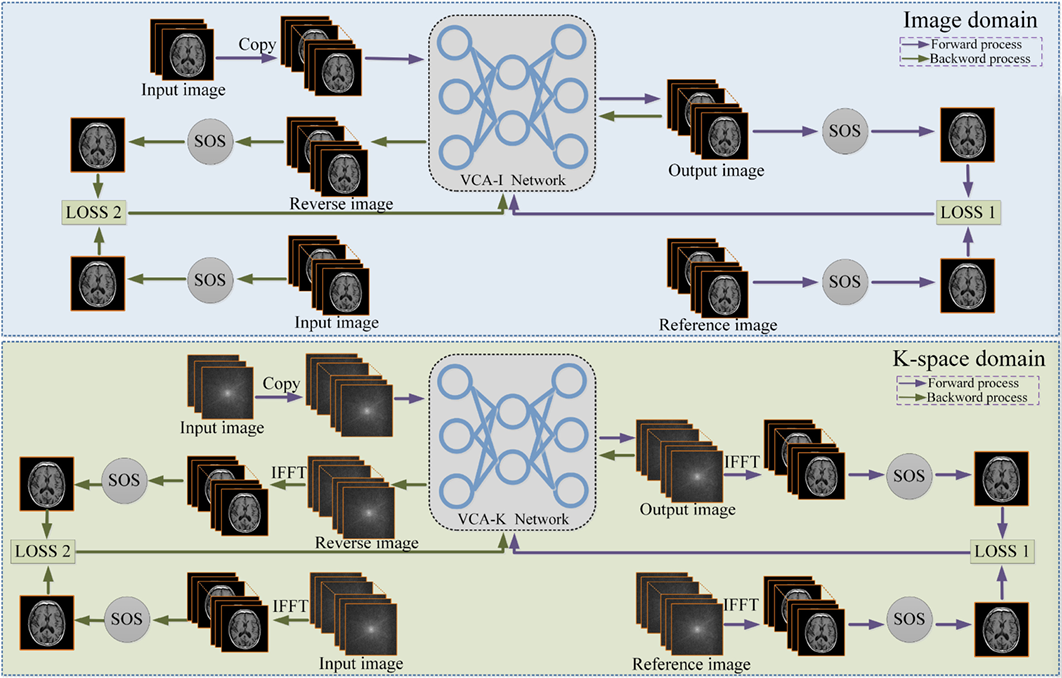 Image domain
Forward process
Backword process
Copy
Input image
VCA-I Network
SOS
Output image
SOS
Reverse image
LOSS 2
LOSS 1
SOS
Input image
SOS
Reference image
K-space domain
Forward process
Backword process
Copy
Input image
VCA-K Network
IFFT
SOS
Output image
SOS
IFFT
Reverse image
LOSS 2
LOSS 1
SOS
IFFT
Input image
IFFT
SOS
Reference image